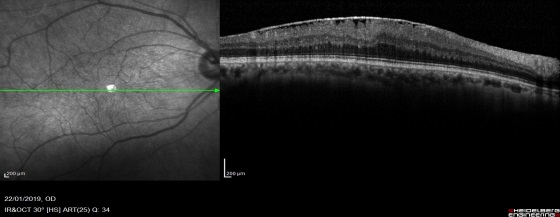 200 µm
200 µm
22/01/2019, OD
IR&OCT 30° [HS] ART(25) Q: 34
HEIDELBERG
ENGINEERING